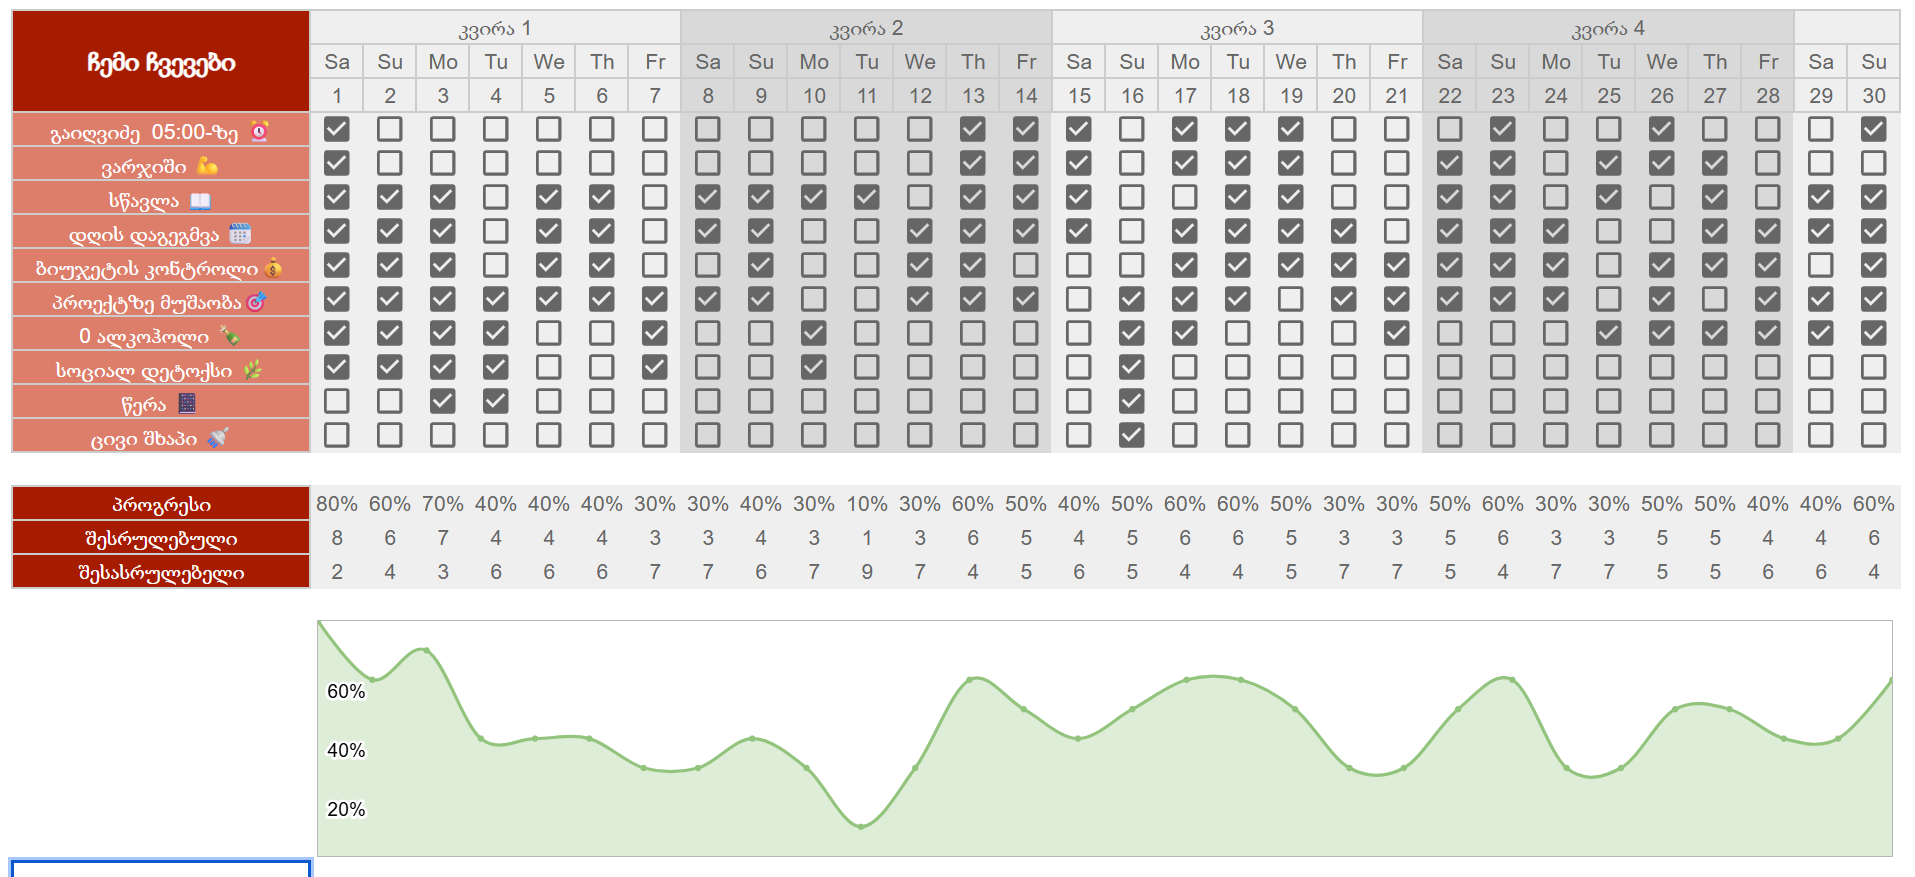 ჩემი ჩვევები
კვირა 1 კვირა 2 კვირა 3 კვირა 4
Sa Su Mo Tu We Th Fr Sa Su Mo Tu We Th Fr Sa Su Mo Tu We Th Fr Sa Su Mo Tu We Th Fr Sa Su
1 2 3 4 5 6 7 8 9 10 11 12 13 14 15 16 17 18 19 20 21 22 23 24 25 26 27 28 29 30
გაიღვიძე 05:00-ზე
ვარჯიში
სწავლა
დღის დაგეგმვა
ბიუჯეტის კონტროლი
პროექტზე მუშაობა
0 ალკოჰოლი
სოციალ დეტოქსი
წერა
ცივი შხაპი
პროგრესი 80% 60% 70% 40% 40% 40% 30% 30% 40% 30% 10% 30% 60% 50% 40% 50% 60% 60% 50% 30% 30% 50% 60% 30% 30% 50% 50% 40% 40% 60%
შესრულებული 8 6 7 4 4 4 3 3 4 3 1 3 6 5 4 5 6 6 5 3 3 5 6 3 3 5 5 4 4 6
შესასრულებელი 2 4 3 6 6 6 7 7 6 7 9 7 4 5 6 5 4 4 5 7 7 5 4 7 7 5 5 6 6 4
60%
40%
20%